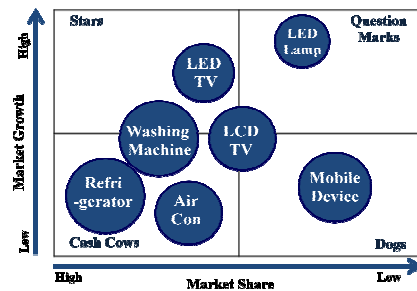 Stars
Question
Marks
LED
Lamp
LED
TV
Washing
Machine
LCD
TV
Refri
-gerator
Air
Con
Mobile
Device
Cash Cows
Dogs
High
Market Growth
Low
High
Market Share
Low